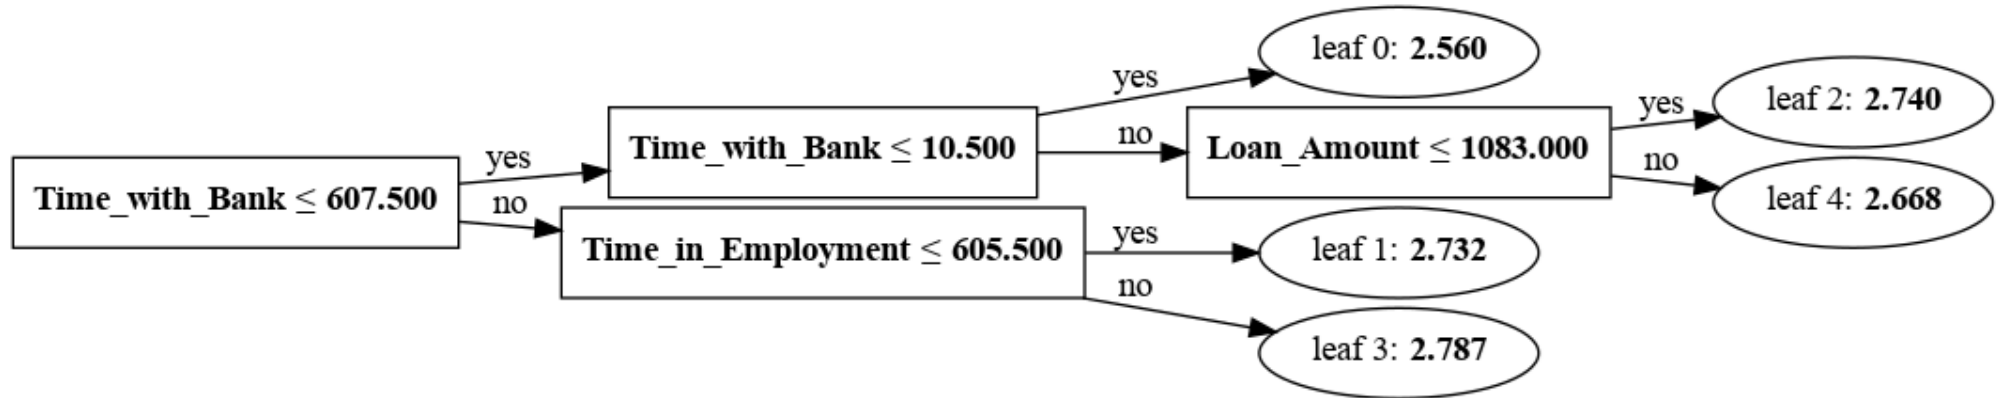 Time_with_Bank ≤ 607.500
yes
no
Time_with_Bank ≤ 10.500
Time_in_Employment ≤ 605.500
yes
no
yes
no
leaf 0: 2.560
Loan_Amount ≤ 1083.000
leaf 1: 2.732
leaf 3: 2.787
yes
no
leaf 2: 2.740
leaf 4: 2.668